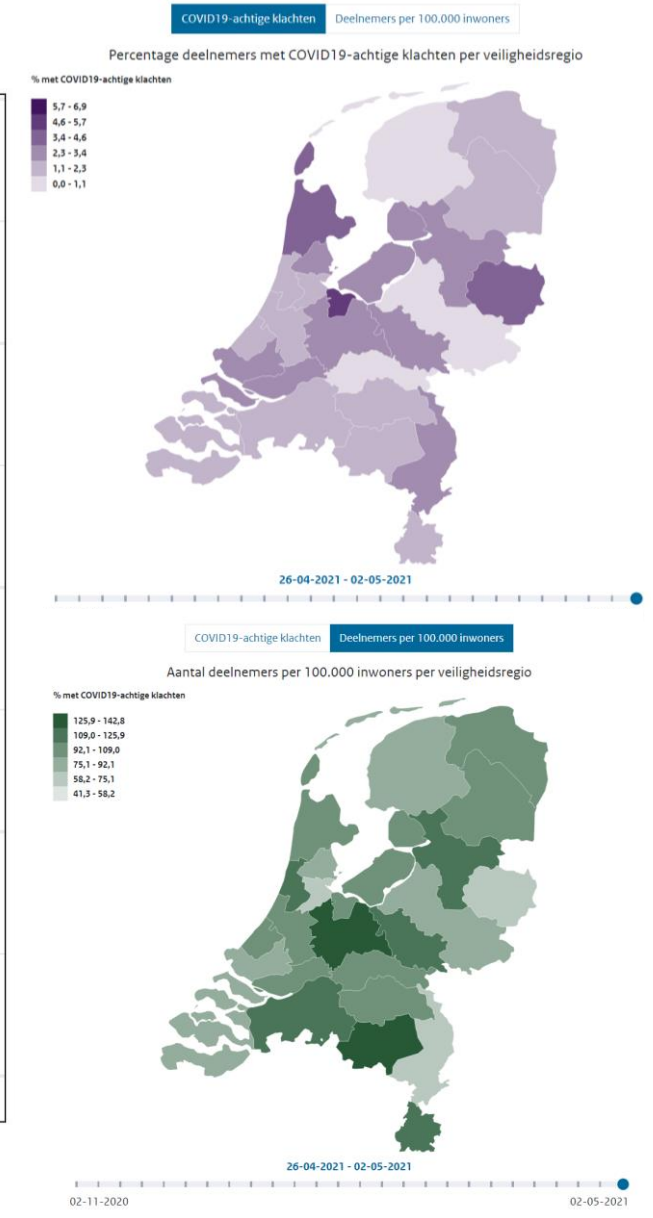 COVID19-achtige klachten Deelnemers per 100.000 inwoners
Percentage deelnemers met COVID19-achtige klachten per veiligheidsregio
% met COVID19-achtige klachten
5,7 - 6,9
4,6 - 5,7
3,4 - 4,6
2,3 - 3,4
1,1 - 2,3
0,0 - 1,1
26-04-2021 - 02-05-2021
COVID19-achtige klachten Deelnemers per 100.000 inwoners
Aantal deelnemers per 100.000 inwoners per veiligheidsregio
% met COVID19-achtige klachten
125,9 - 142,8
109,0 - 125,9
92,1 - 109,0
75,1 - 92,1
58,2 - 75,1
41,3 - 58,2
26-04-2021 - 02-05-2021
02-11-2020 02-05-2021